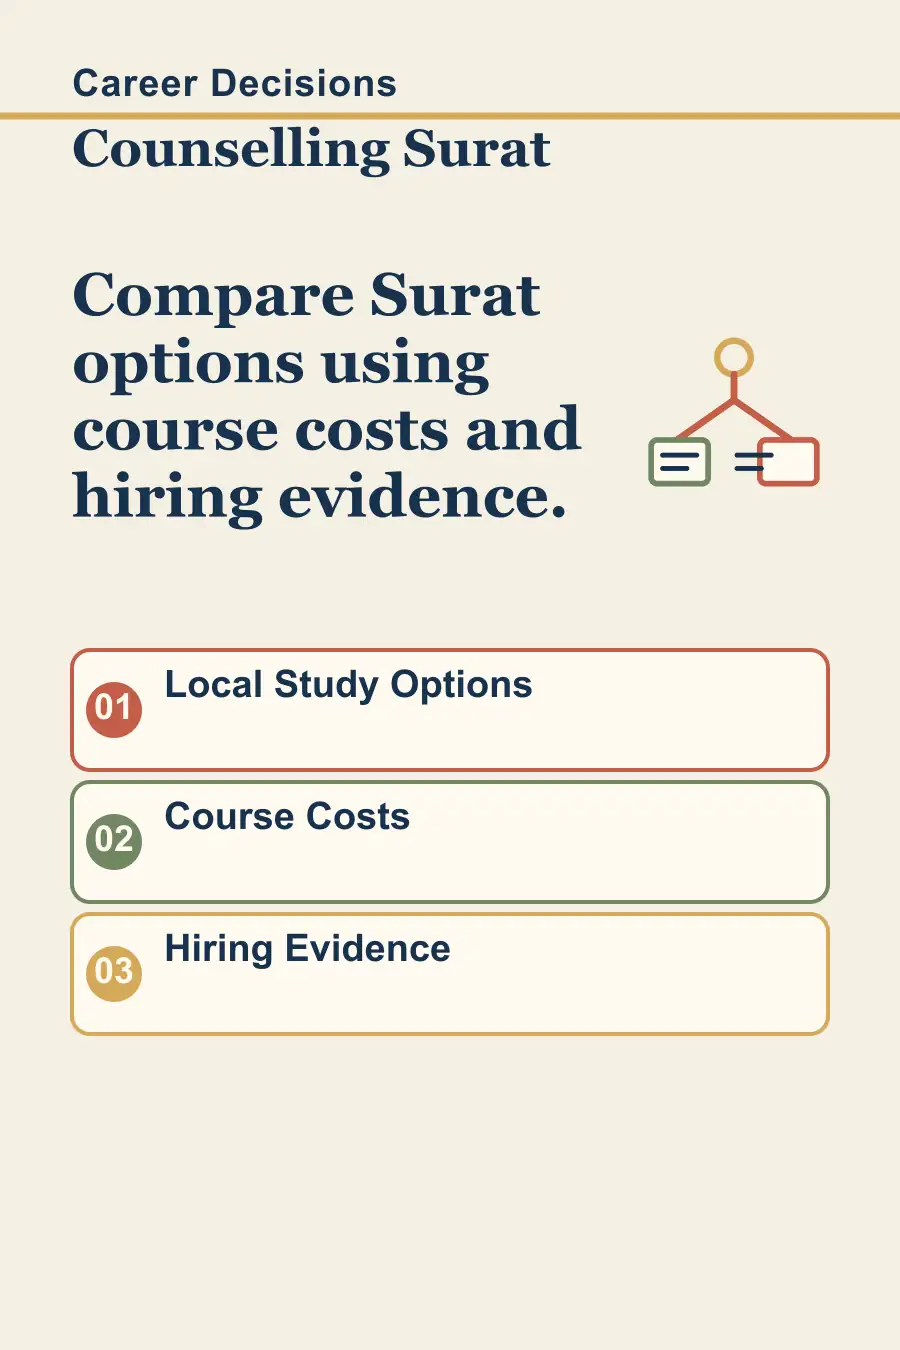 Career Decisions
Counselling Surat
Compare Surat
options using
course costs and
hiring evidence.
01 Local Study Options
02 Course Costs
03 Hiring Evidence